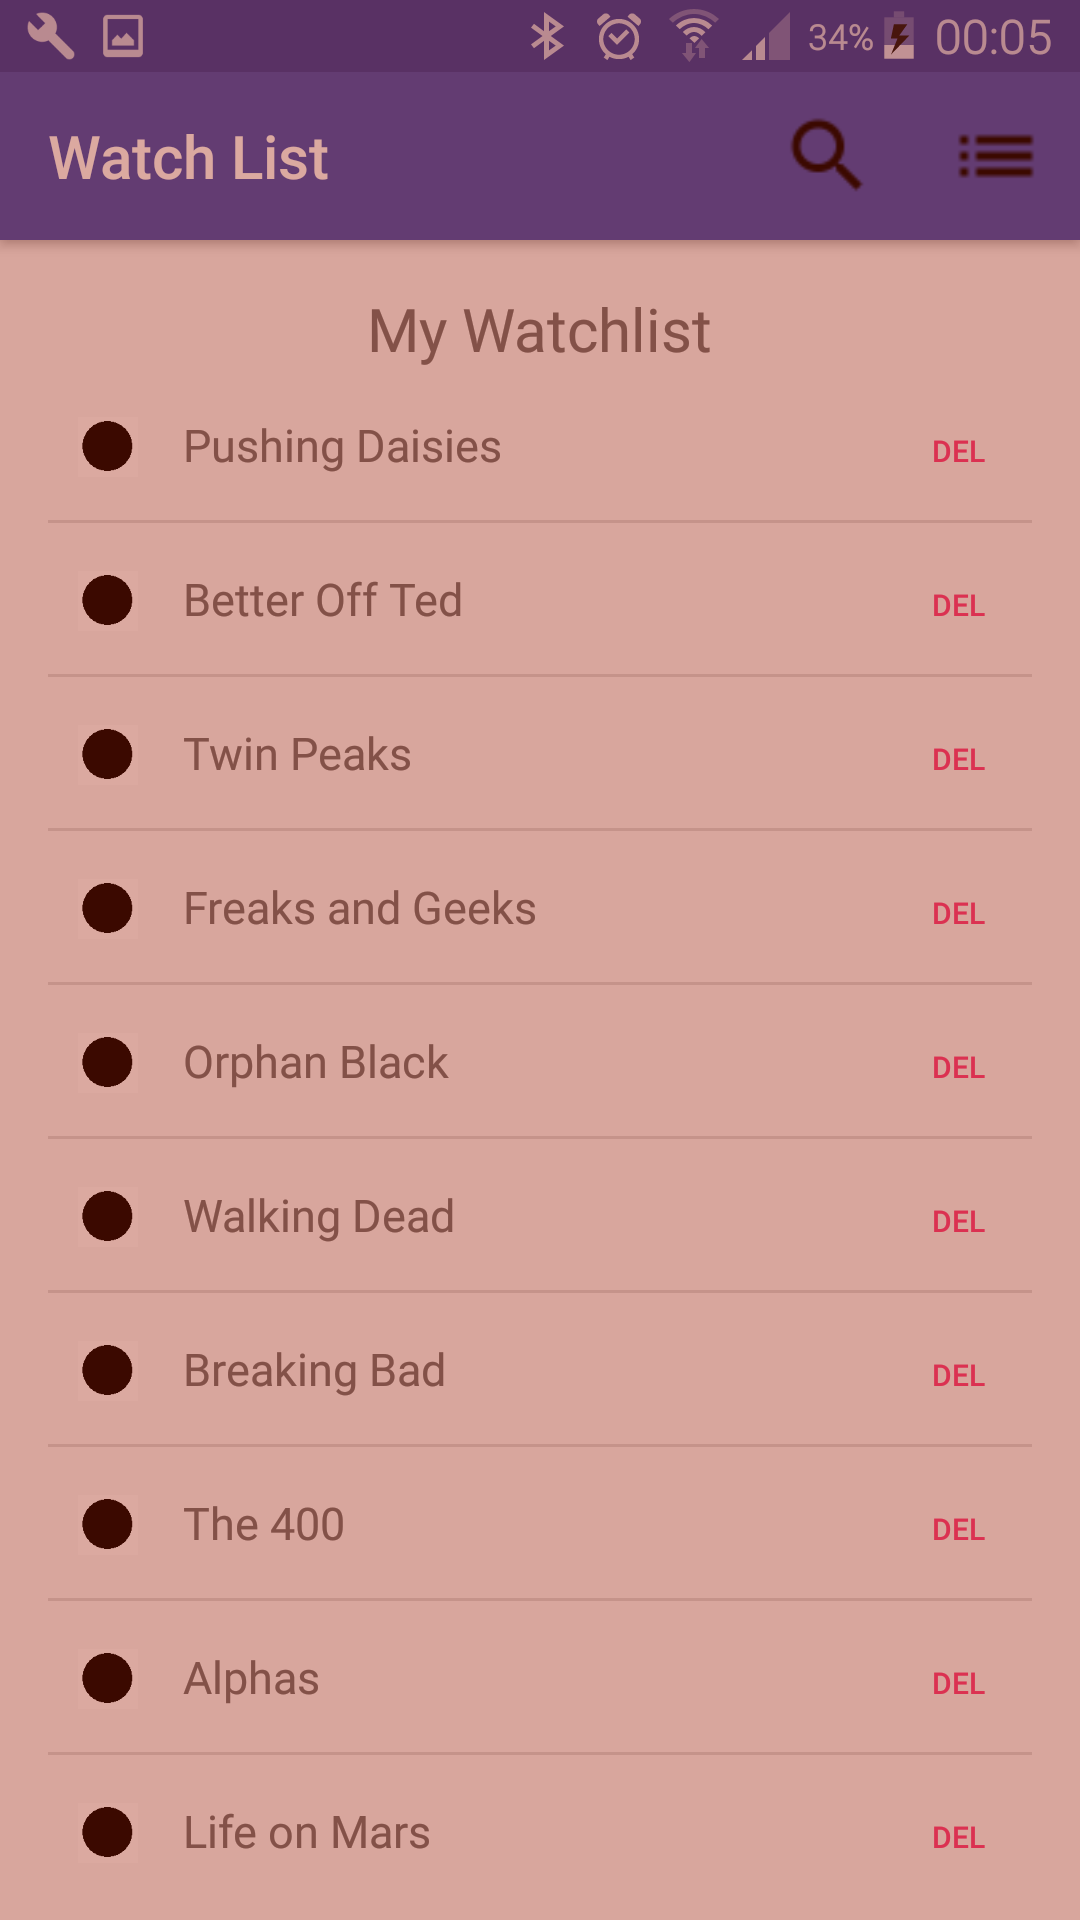 34% 00:05
Watch List
My Watchlist
Pushing Daisies DEL
Better Off Ted DEL
Twin Peaks DEL
Freaks and Geeks DEL
Orphan Black DEL
Walking Dead DEL
Breaking Bad DEL
The 400 DEL
Alphas DEL
Life on Mars DEL